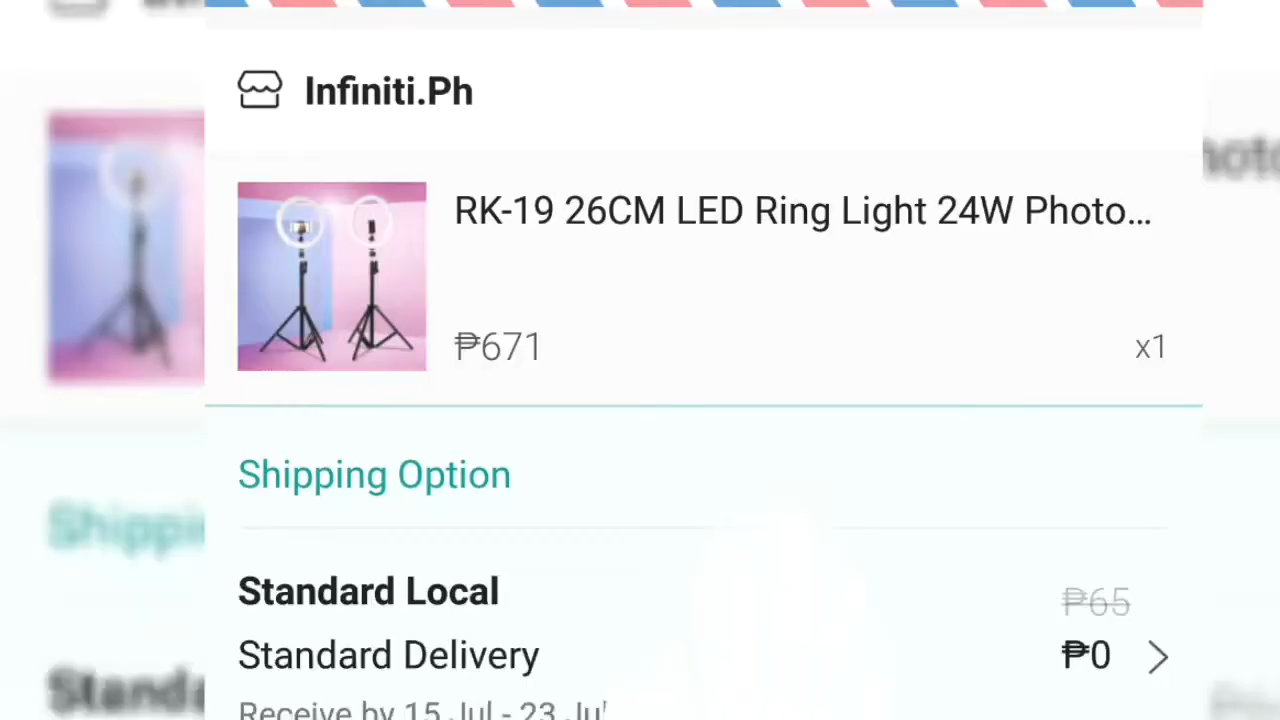 Infiniti.Ph
RK-19 26CM LED Ring Light 24W Photo...
₱671
x1
Shipping Option
Standard Local
₱65
Standard Delivery
₱0
Receive by 15 Jul - 23 Jul